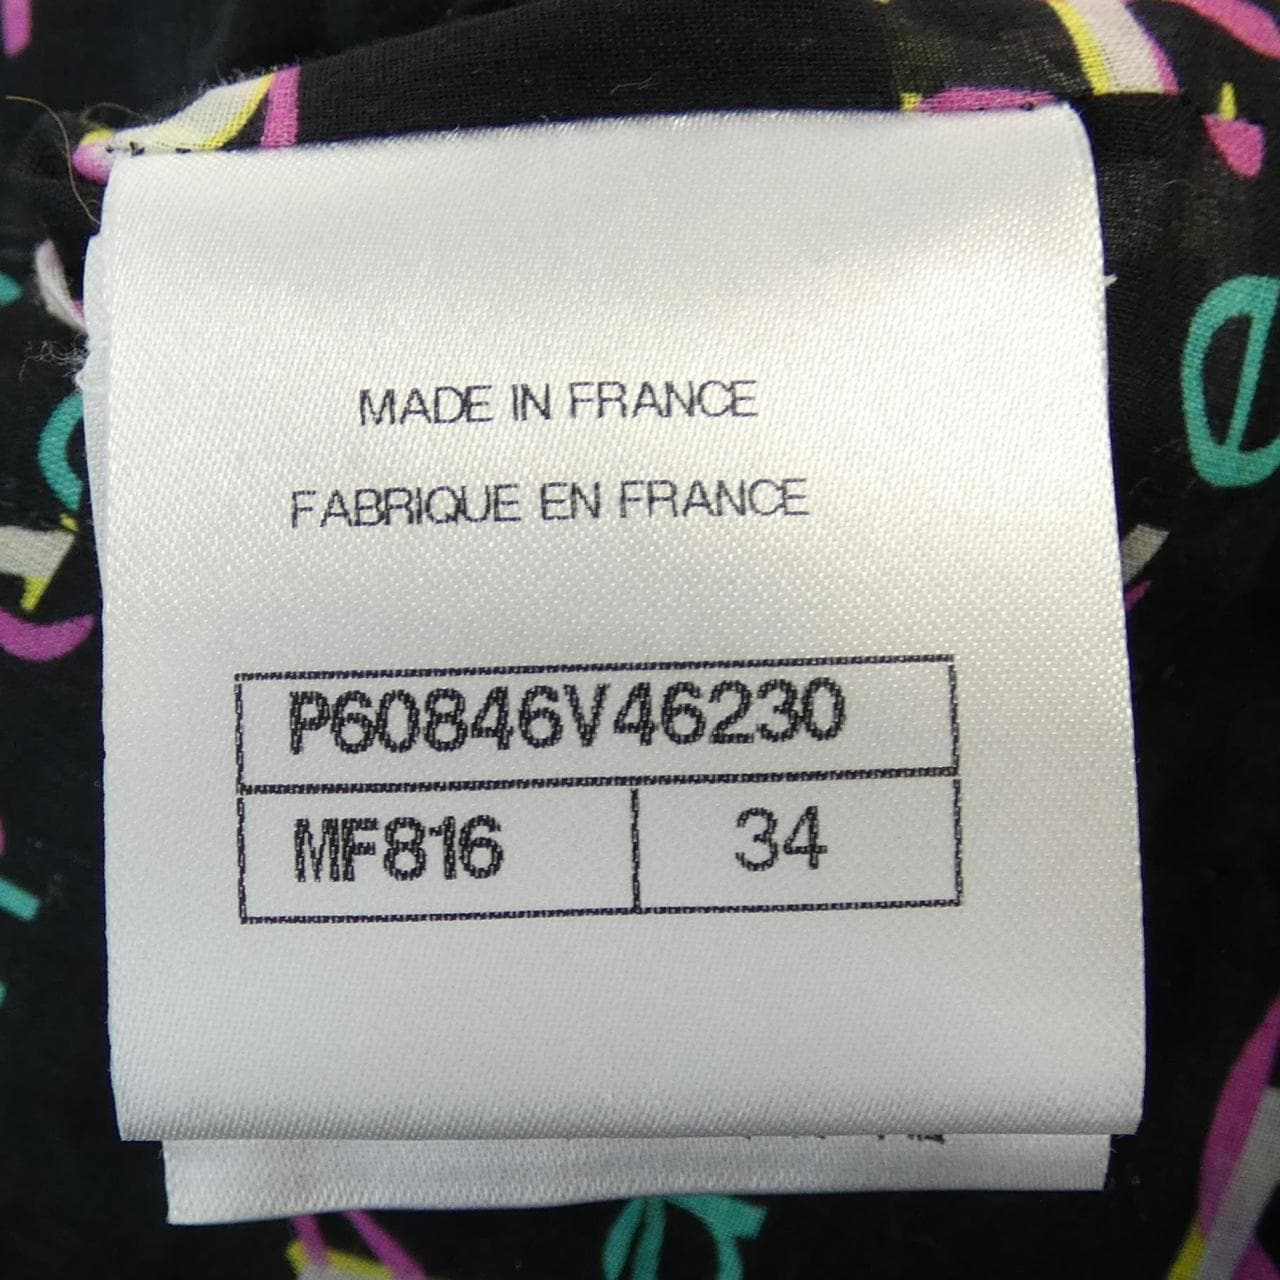 MADE IN FRANCE
FABRIQUE EN FRANCE
P60846V46230
MF816 34